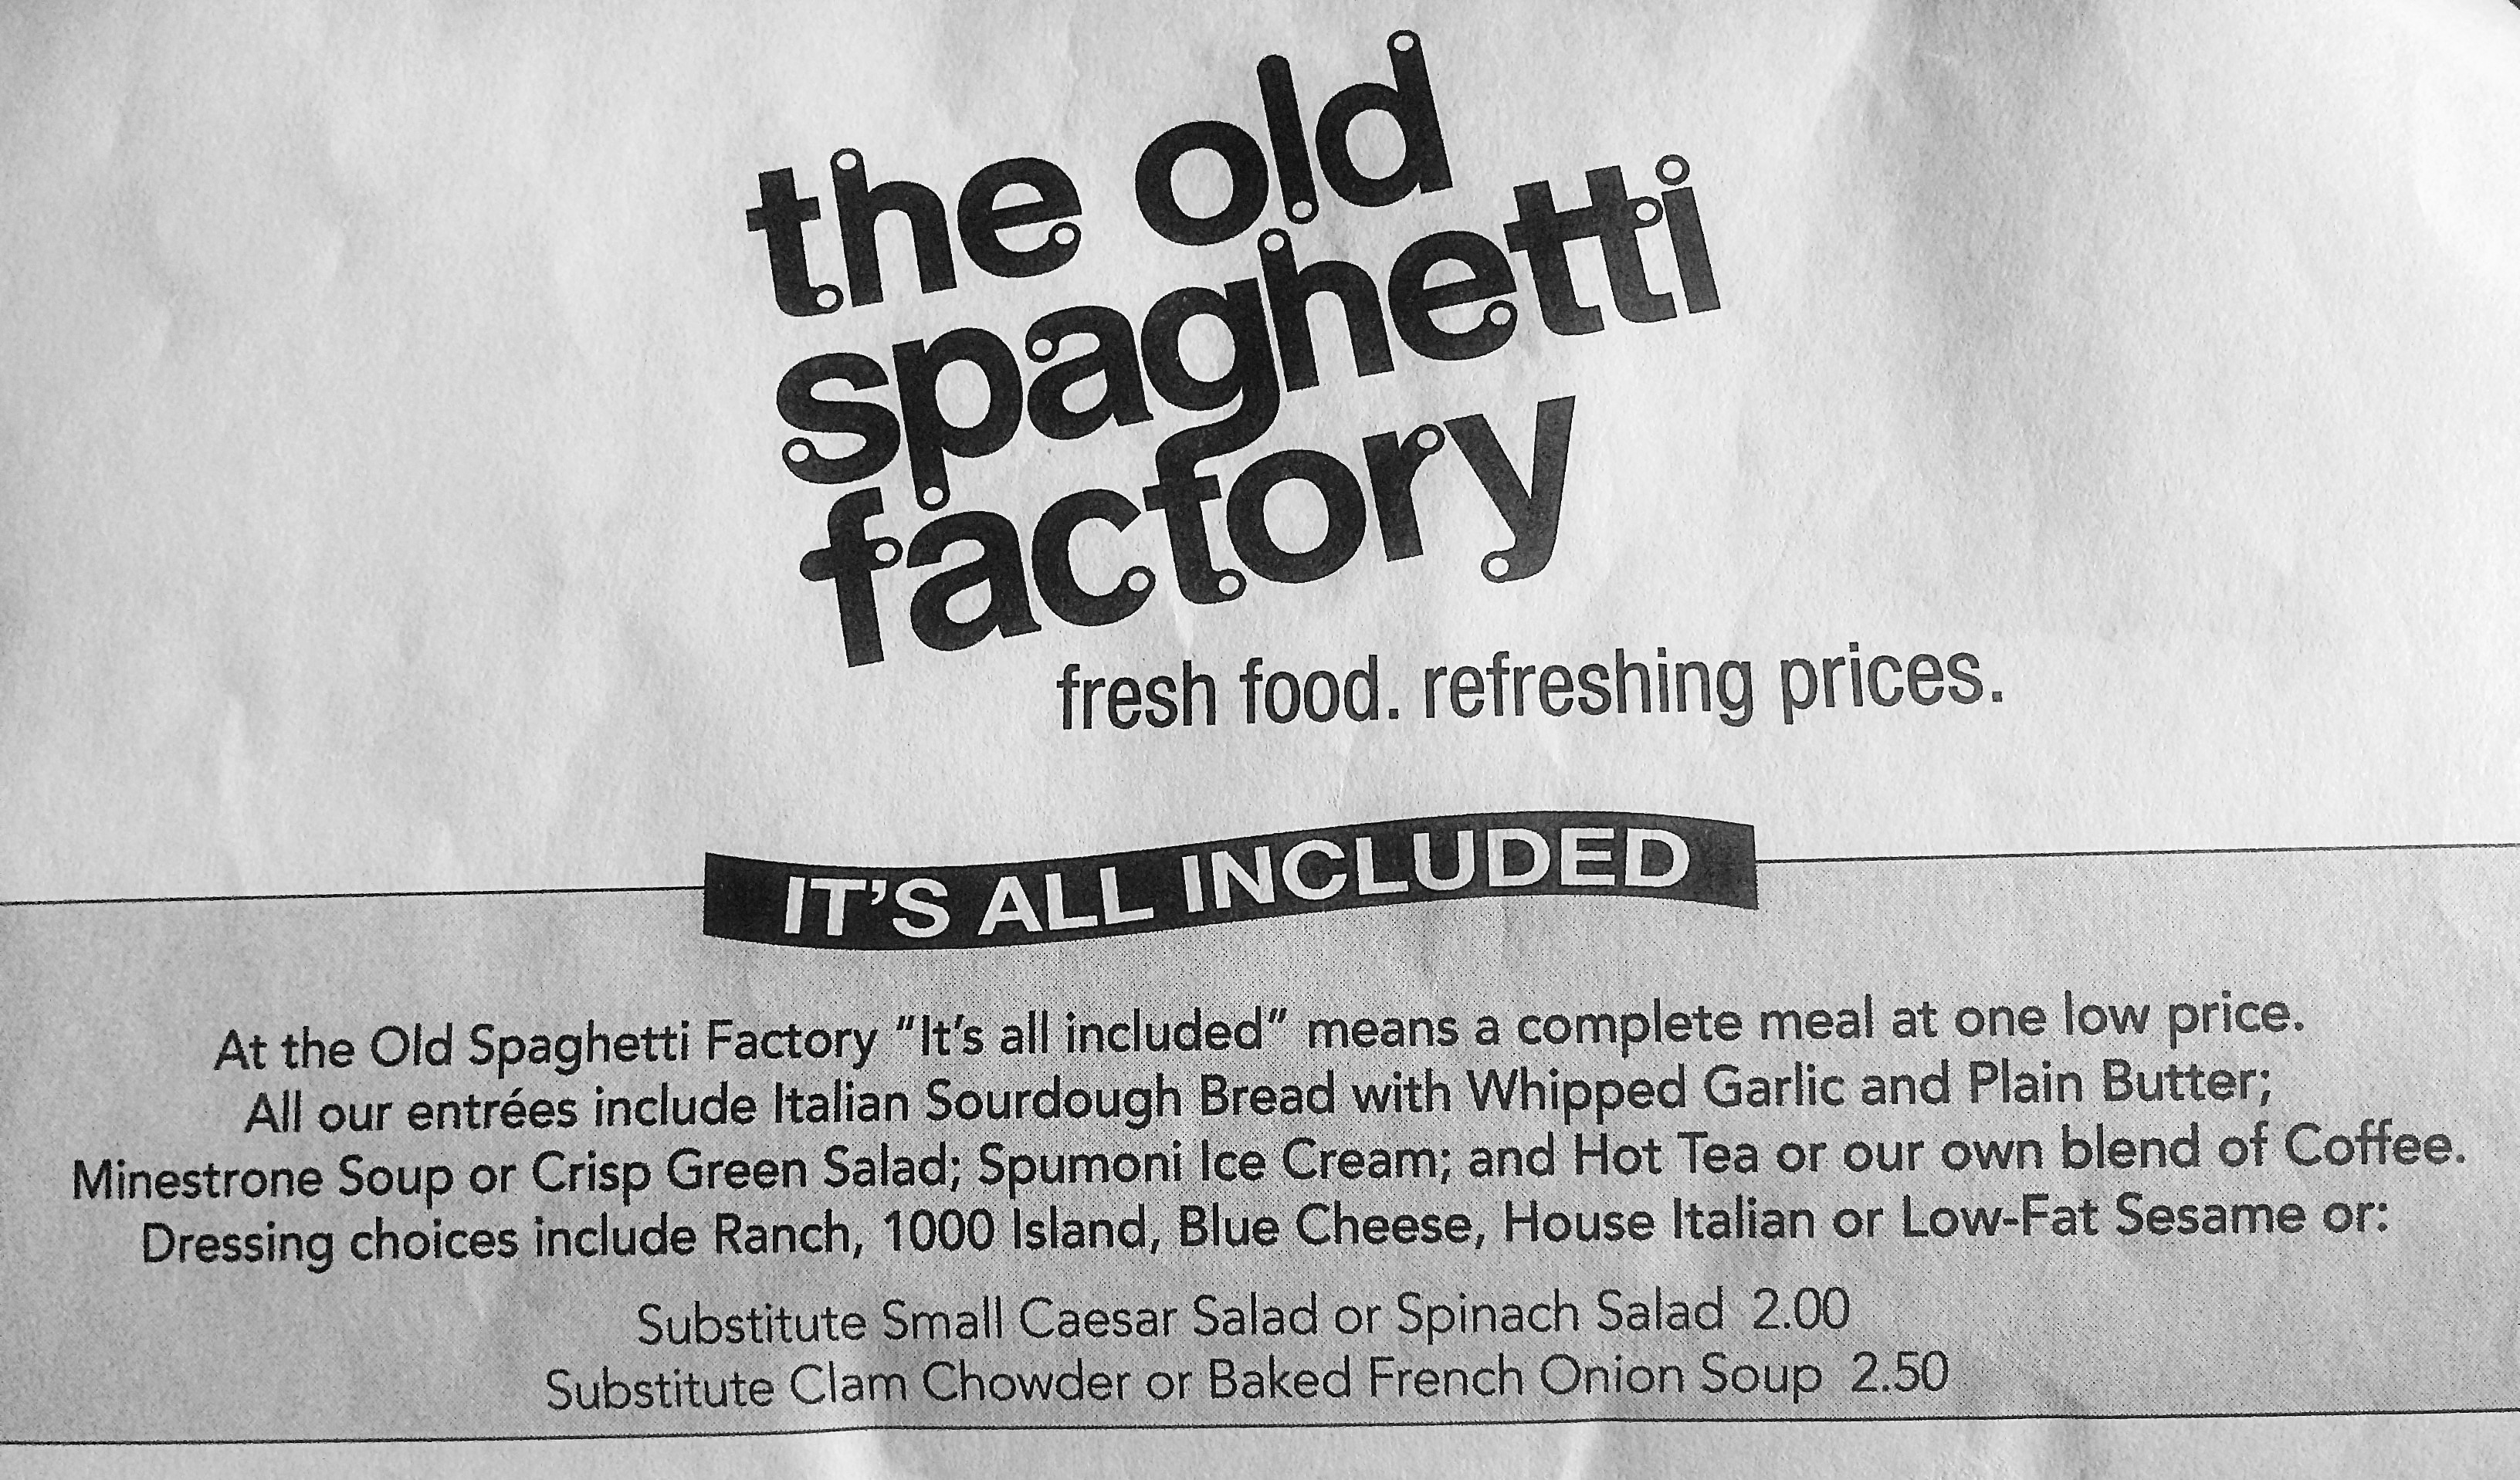 the old
spaghetti
factory
fresh food. refreshing prices.
IT'S ALL INCLUDED
At the Old Spaghetti Factory "It's all included" means a complete meal at one low price.
All our entrées include Italian Sourdough Bread with Whipped Garlic and Plain Butter;
Minestrone Soup or Crisp Green Salad; Spumoni Ice Cream; and Hot Tea or our own blend of Coffee.
Dressing choices include Ranch, 1000 Island, Blue Cheese, House Italian or Low-Fat Sesame or:
Substitute Small Caesar Salad or Spinach Salad 2.00
Substitute Clam Chowder or Baked French Onion Soup 2.50